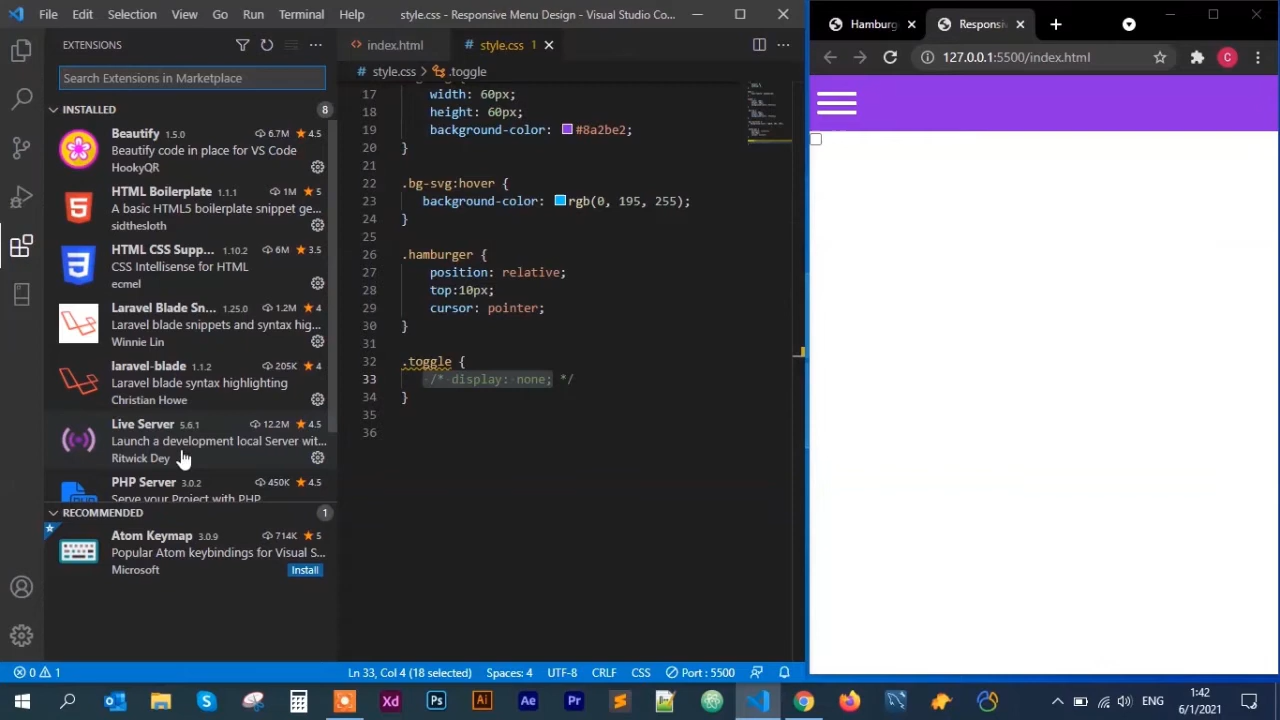 File Edit Selection View Go Run Terminal Help
style.css - Responsive Menu Design - Visual Studio Co...
EXTENSIONS
Search Extensions in Marketplace
INSTALLED 8
Beautify 1.5.0 6.7M 4.5
Beautify code in place for VS Code
HookyQR
HTML Boilerplate 1.1.1 1M 5
A basic HTML5 boilerplate snippet ge...
sidthesloth
HTML CSS Supp... 1.10.2 6M 3.5
CSS Intellisense for HTML
ecmel
Laravel Blade Sn... 1.25.0 1.2M 4
Laravel blade snippets and syntax hig...
Winnie Lin
laravel-blade 1.1.2 205K 4
Laravel blade syntax highlighting
Christian Howe
Live Server 5.6.1 12.2M 4.5
Launch a development local Server wit...
Ritwick Dey
PHP Server 3.0.2 450K 4.5
Serve your Project with PHP
RECOMMENDED 1
Atom Keymap 3.0.9 714K 5
Popular Atom keybindings for Visual S...
Microsoft Install
index.html style.css 1
style.css > .toggle
17 width: 60px;
18 height: 60px;
19 background-color: #8a2be2;
20 }
21
22 .bg-svg:hover {
23 background-color: rgb(0, 195, 255);
24 }
25
26 .hamburger {
27 position: relative;
28 top:10px;
29 cursor: pointer;
30 }
31
32 .toggle {
33 /* display: none; */
34 }
35
36
0 1
Ln 33, Col 4 (18 selected) Spaces: 4 UTF-8 CRLF CSS Port : 5500
Hamburg
Responsi
127.0.0.1:5500/index.html
C
Xd Ps Ai Ae Pr
ENG
1:42
6/1/2021